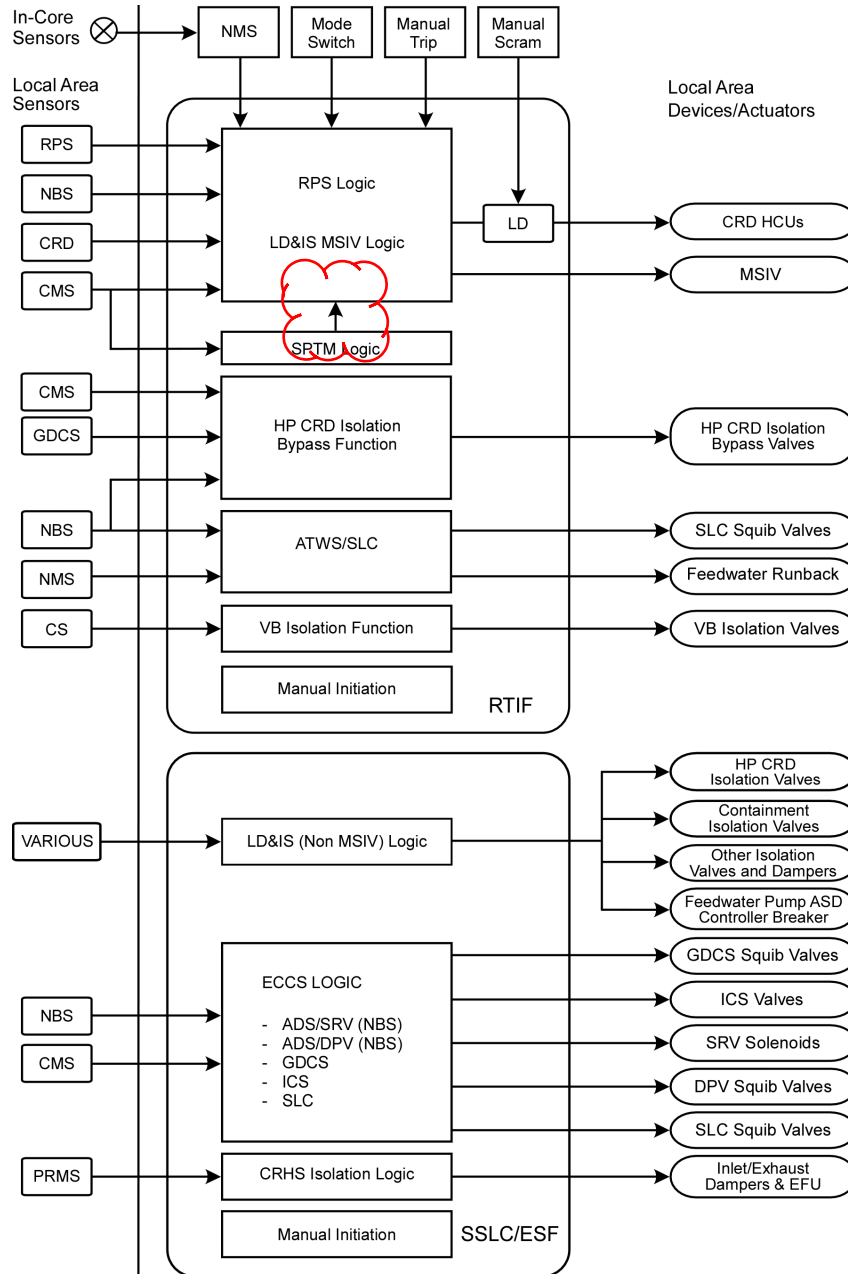 In-Core
Sensors
NMS
Mode
Switch
Manual
Trip
Manual
Scram
Local Area
Sensors
Local Area
Devices/Actuators
RPS
NBS
CRD
CMS
RPS Logic
LD&IS MSIV Logic
LD
CRD HCUs
MSIV
SPTM Logic
CMS
GDCS
HP CRD Isolation
Bypass Function
HP CRD Isolation
Bypass Valves
NBS
NMS
ATWS/SLC
SLC Squib Valves
Feedwater Runback
CS
VB Isolation Function
VB Isolation Valves
Manual Initiation
RTIF
VARIOUS
LD&IS (Non MSIV) Logic
HP CRD
Isolation Valves
Containment
Isolation Valves
Other Isolation
Valves and Dampers
Feedwater Pump ASD
Controller Breaker
NBS
CMS
ECCS LOGIC
- ADS/SRV (NBS)
- ADS/DPV (NBS)
- GDCS
- ICS
- SLC
GDCS Squib Valves
ICS Valves
SRV Solenoids
DPV Squib Valves
SLC Squib Valves
PRMS
CRHS Isolation Logic
Inlet/Exhaust
Dampers & EFU
Manual Initiation
SSLC/ESF